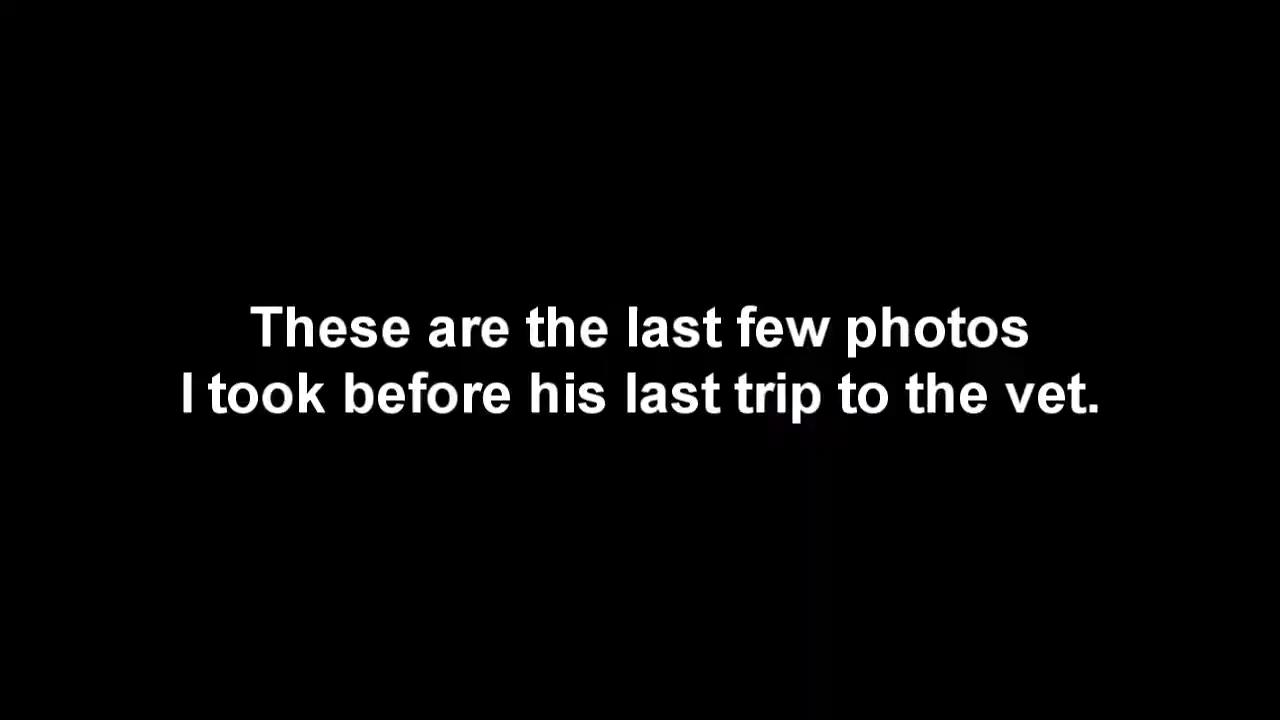 These are the last few photos
I took before his last trip to the vet.